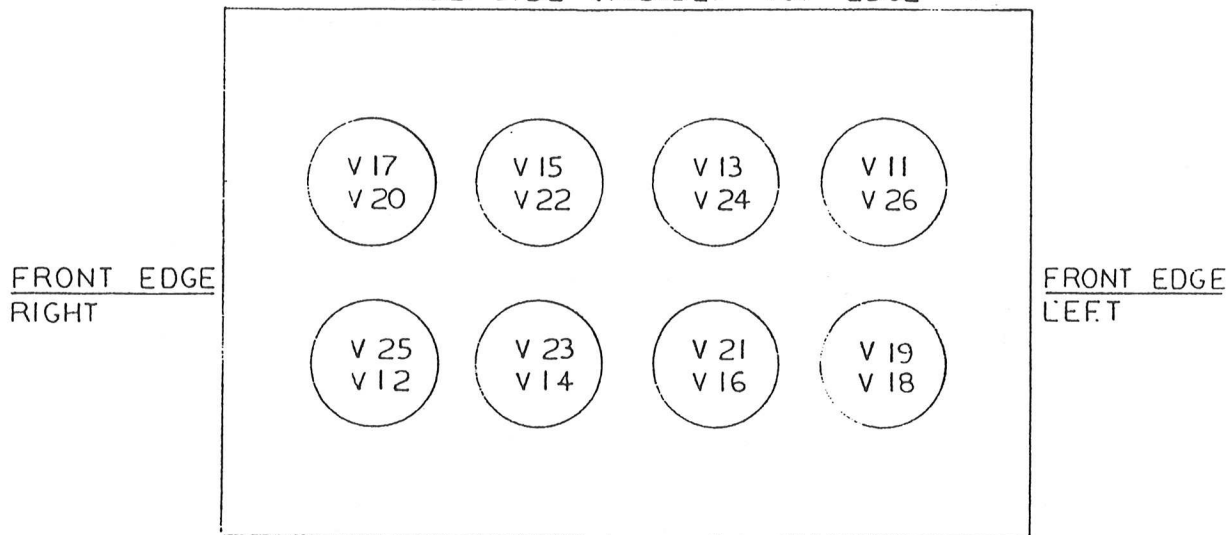 EDGE
V 17
V 20
V 15
V 22
V 13
V 24
V 11
V 26
FRONT EDGE
RIGHT
FRONT EDGE
LEFT
V 25
V 12
V 23
V 14
V 21
V 16
V 19
V 18